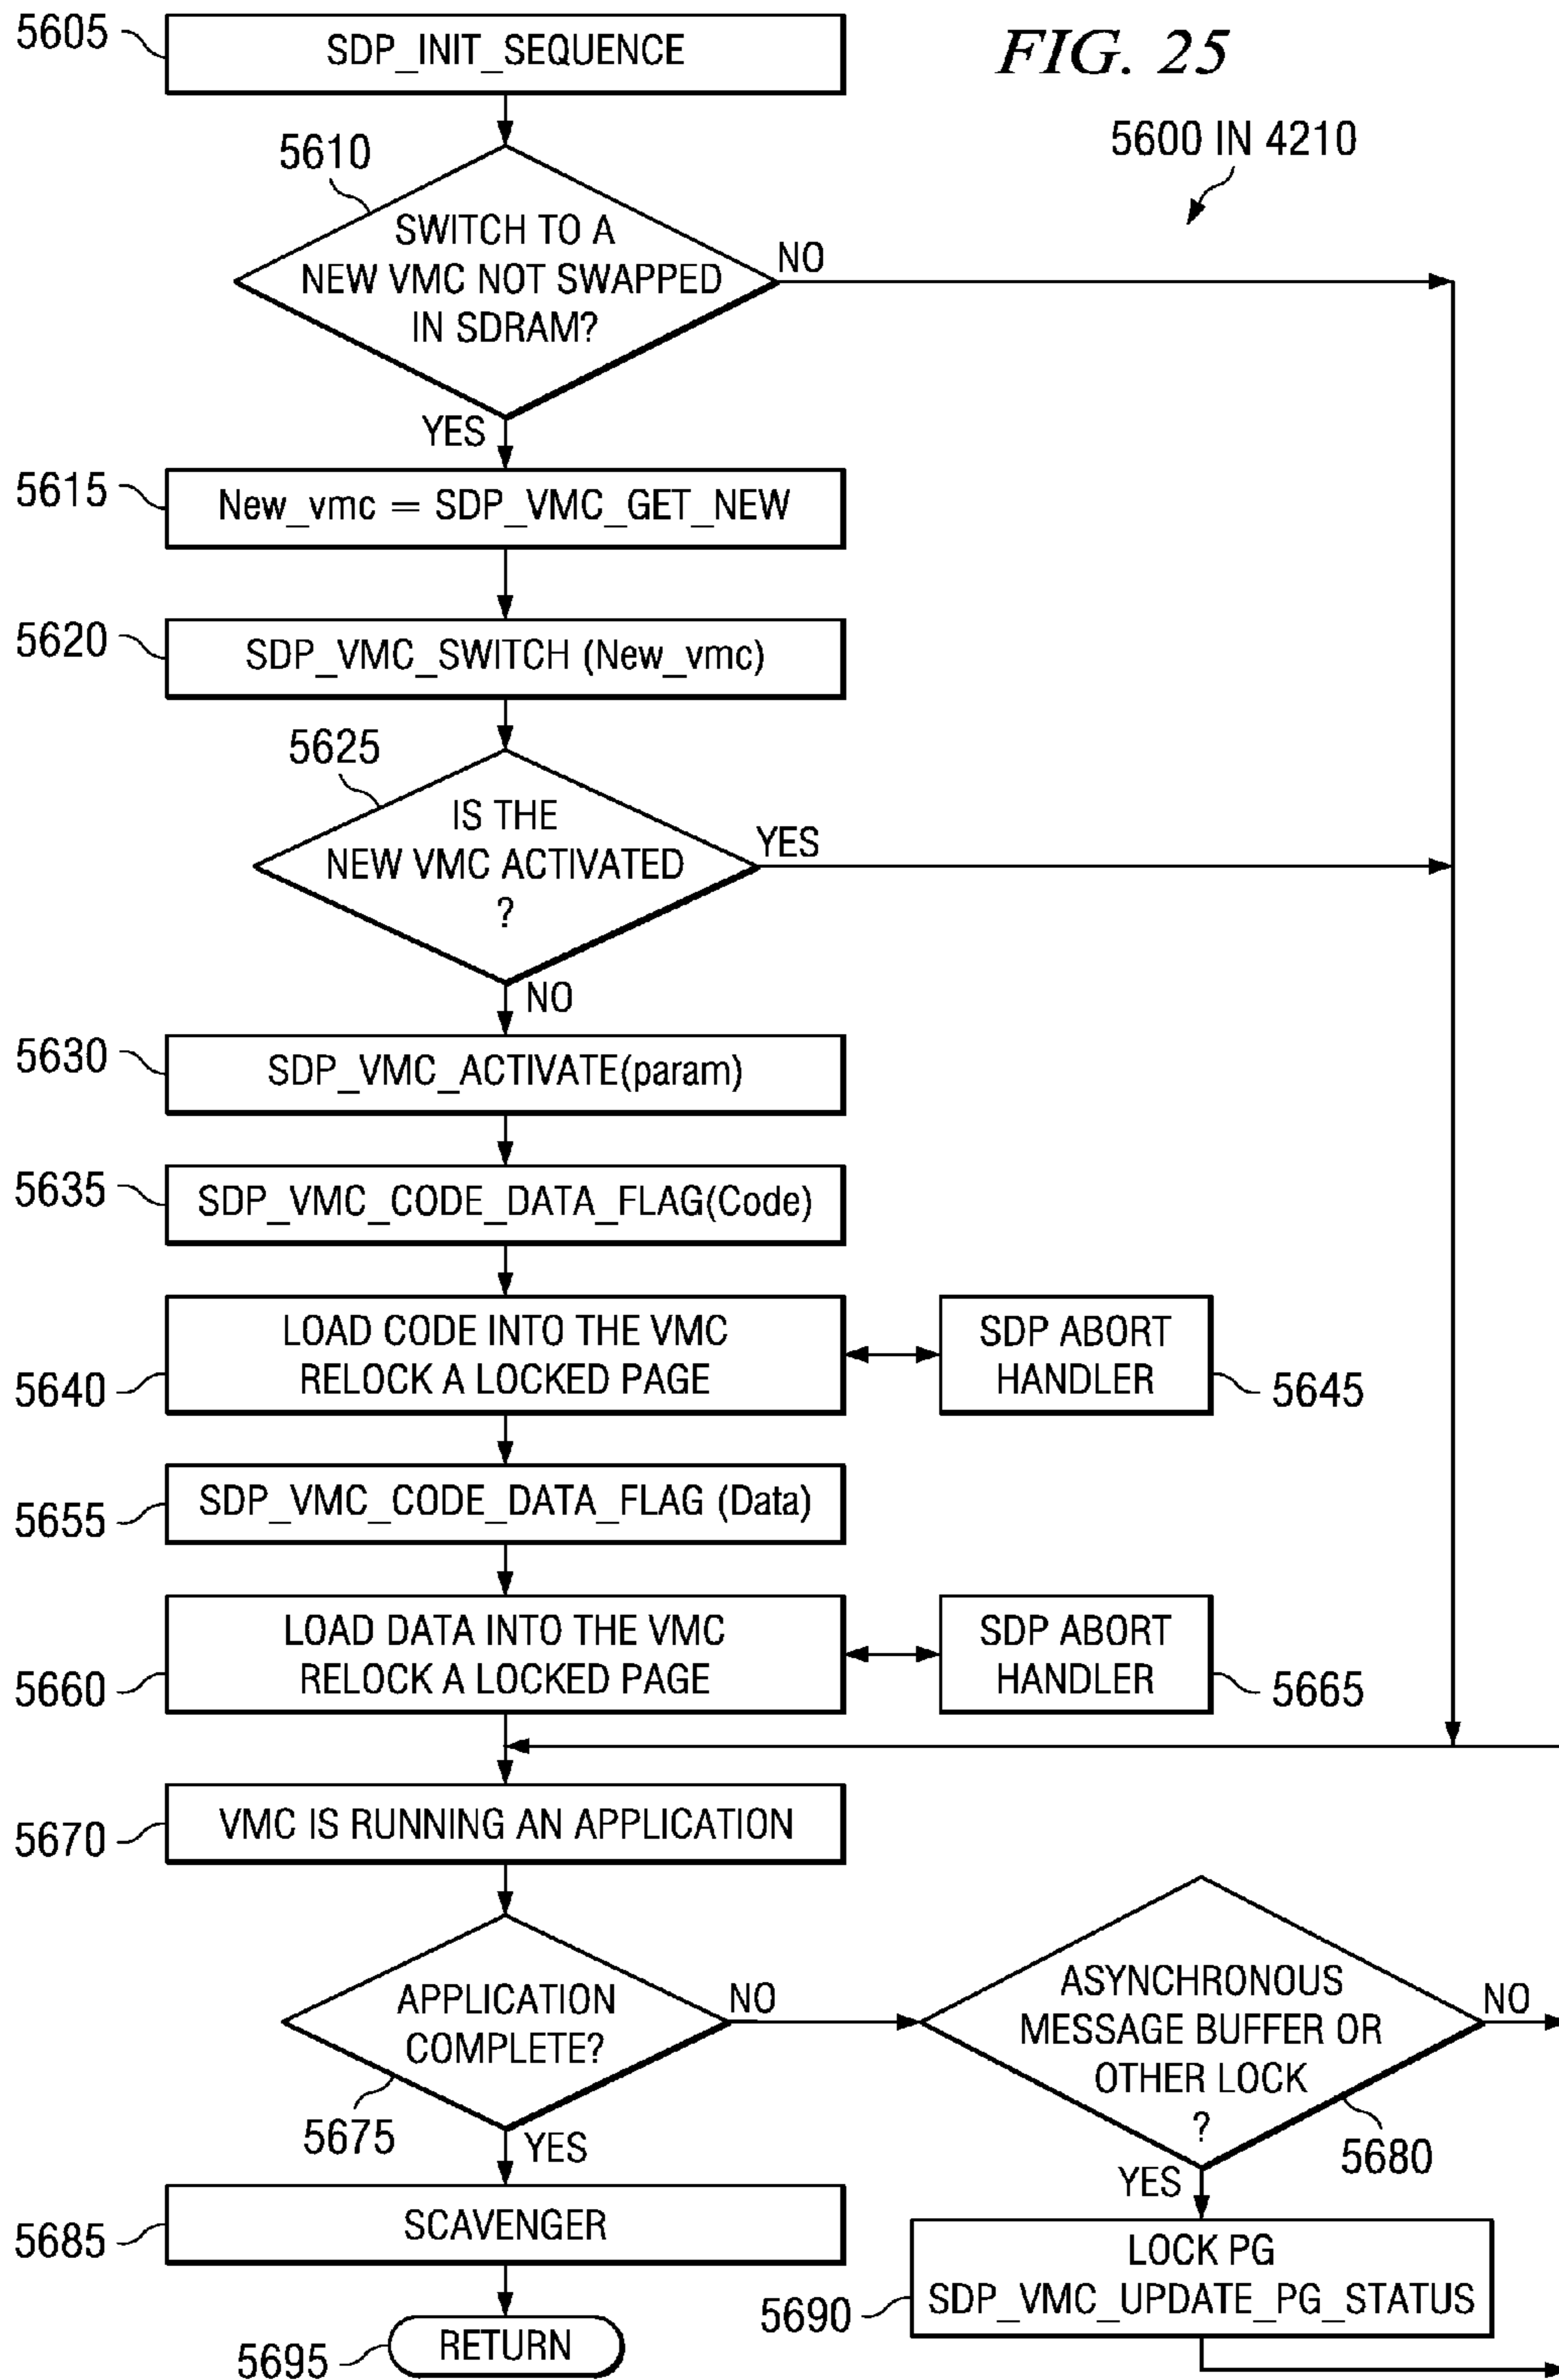 5605
SDP_INIT_SEQUENCE
FIG. 25
5600 IN 4210
5610
SWITCH TO A
NEW VMC NOT SWAPPED
IN SDRAM?
NO
YES
5615
New_vmc = SDP_VMC_GET_NEW
5620
SDP_VMC_SWITCH (New_vmc)
5625
IS THE
NEW VMC ACTIVATED
?
YES
NO
5630
SDP_VMC_ACTIVATE(param)
5635
SDP_VMC_CODE_DATA_FLAG(Code)
5640
LOAD CODE INTO THE VMC
RELOCK A LOCKED PAGE
SDP ABORT
HANDLER
5645
5655
SDP_VMC_CODE_DATA_FLAG (Data)
5660
LOAD DATA INTO THE VMC
RELOCK A LOCKED PAGE
SDP ABORT
HANDLER
5665
5670
VMC IS RUNNING AN APPLICATION
APPLICATION
COMPLETE?
5675
NO
YES
ASYNCHRONOUS
MESSAGE BUFFER OR
OTHER LOCK
?
5680
NO
YES
5685
SCAVENGER
5690
LOCK PG
SDP_VMC_UPDATE_PG_STATUS
5695
RETURN